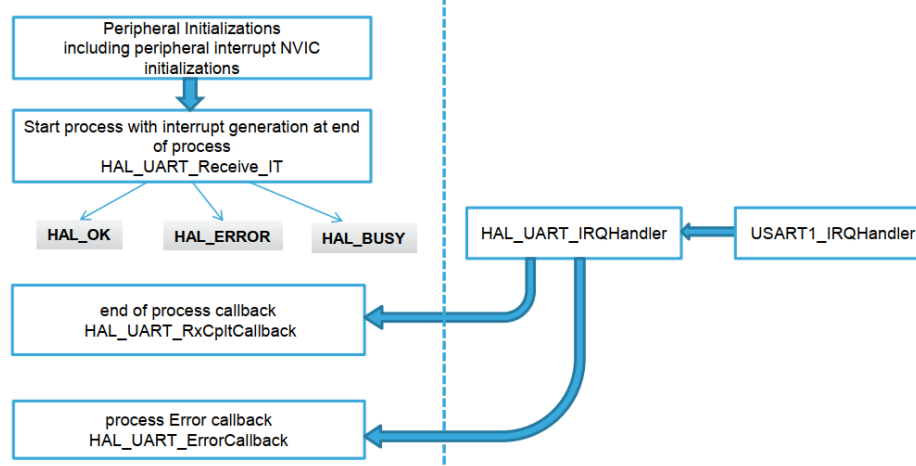 Peripheral Initializations
including peripheral interrupt NVIC
initializations
Start process with interrupt generation at end
of process
HAL_UART_Receive_IT
HAL_OK
HAL_ERROR
HAL_BUSY
HAL_UART_IRQHandler
USART1_IRQHandler
end of process callback
HAL_UART_RxCpltCallback
process Error callback
HAL_UART_ErrorCallback